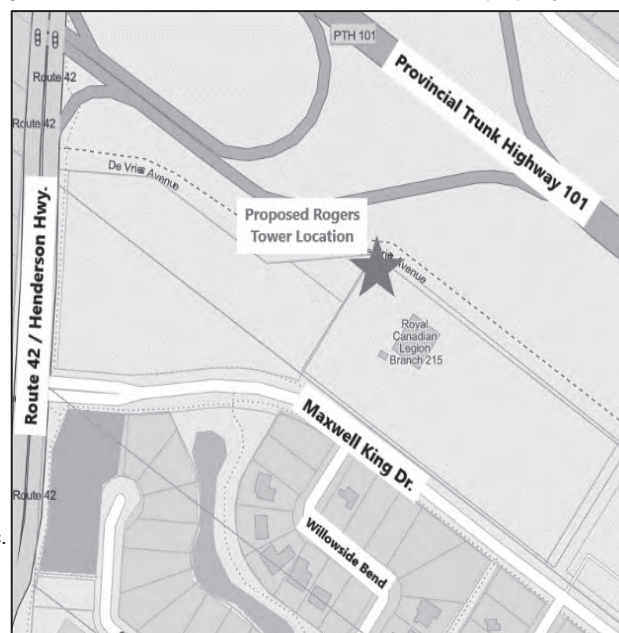 PTH 101
Route 42
Route 42
Provincial Trunk Highway 101
De Vries Avenue
Proposed Rogers
Tower Location
Avenue
Route 42 / Henderson Hwy.
Royal
Canadian
Legion
Branch 215
Maxwell King Dr.
Route 42
Willowside Bend